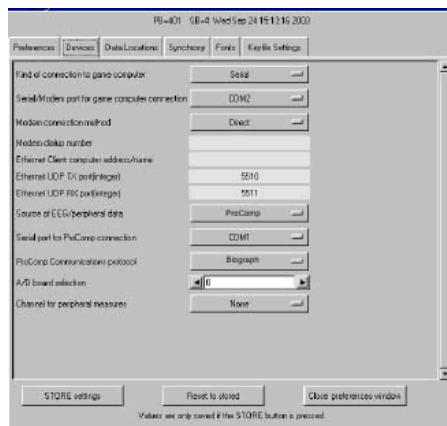 PB=401 SB=4 Wed Sep 24 15:13:16 2003
Preferences Devices Data Locations Synchrony Fonts Keyfile Settings
Kind of connection to game computer Serial
Serial/Modem port for game computer connection COM2
Modem connection method Direct
Modem dialup number
Ethernet Client computer address/name
Ethernet UDP TX port(integer) 5510
Ethernet UDP RX port(integer) 5511
Source of EEG/peripheral data ProComp
Serial port for ProComp connection COM1
ProComp Communications protocol Biograph
A/D board selection 0
Channel for peripheral measures None
STORE settings Reset to stored Close preferences window
Values are only saved if the STORE button is pressed.